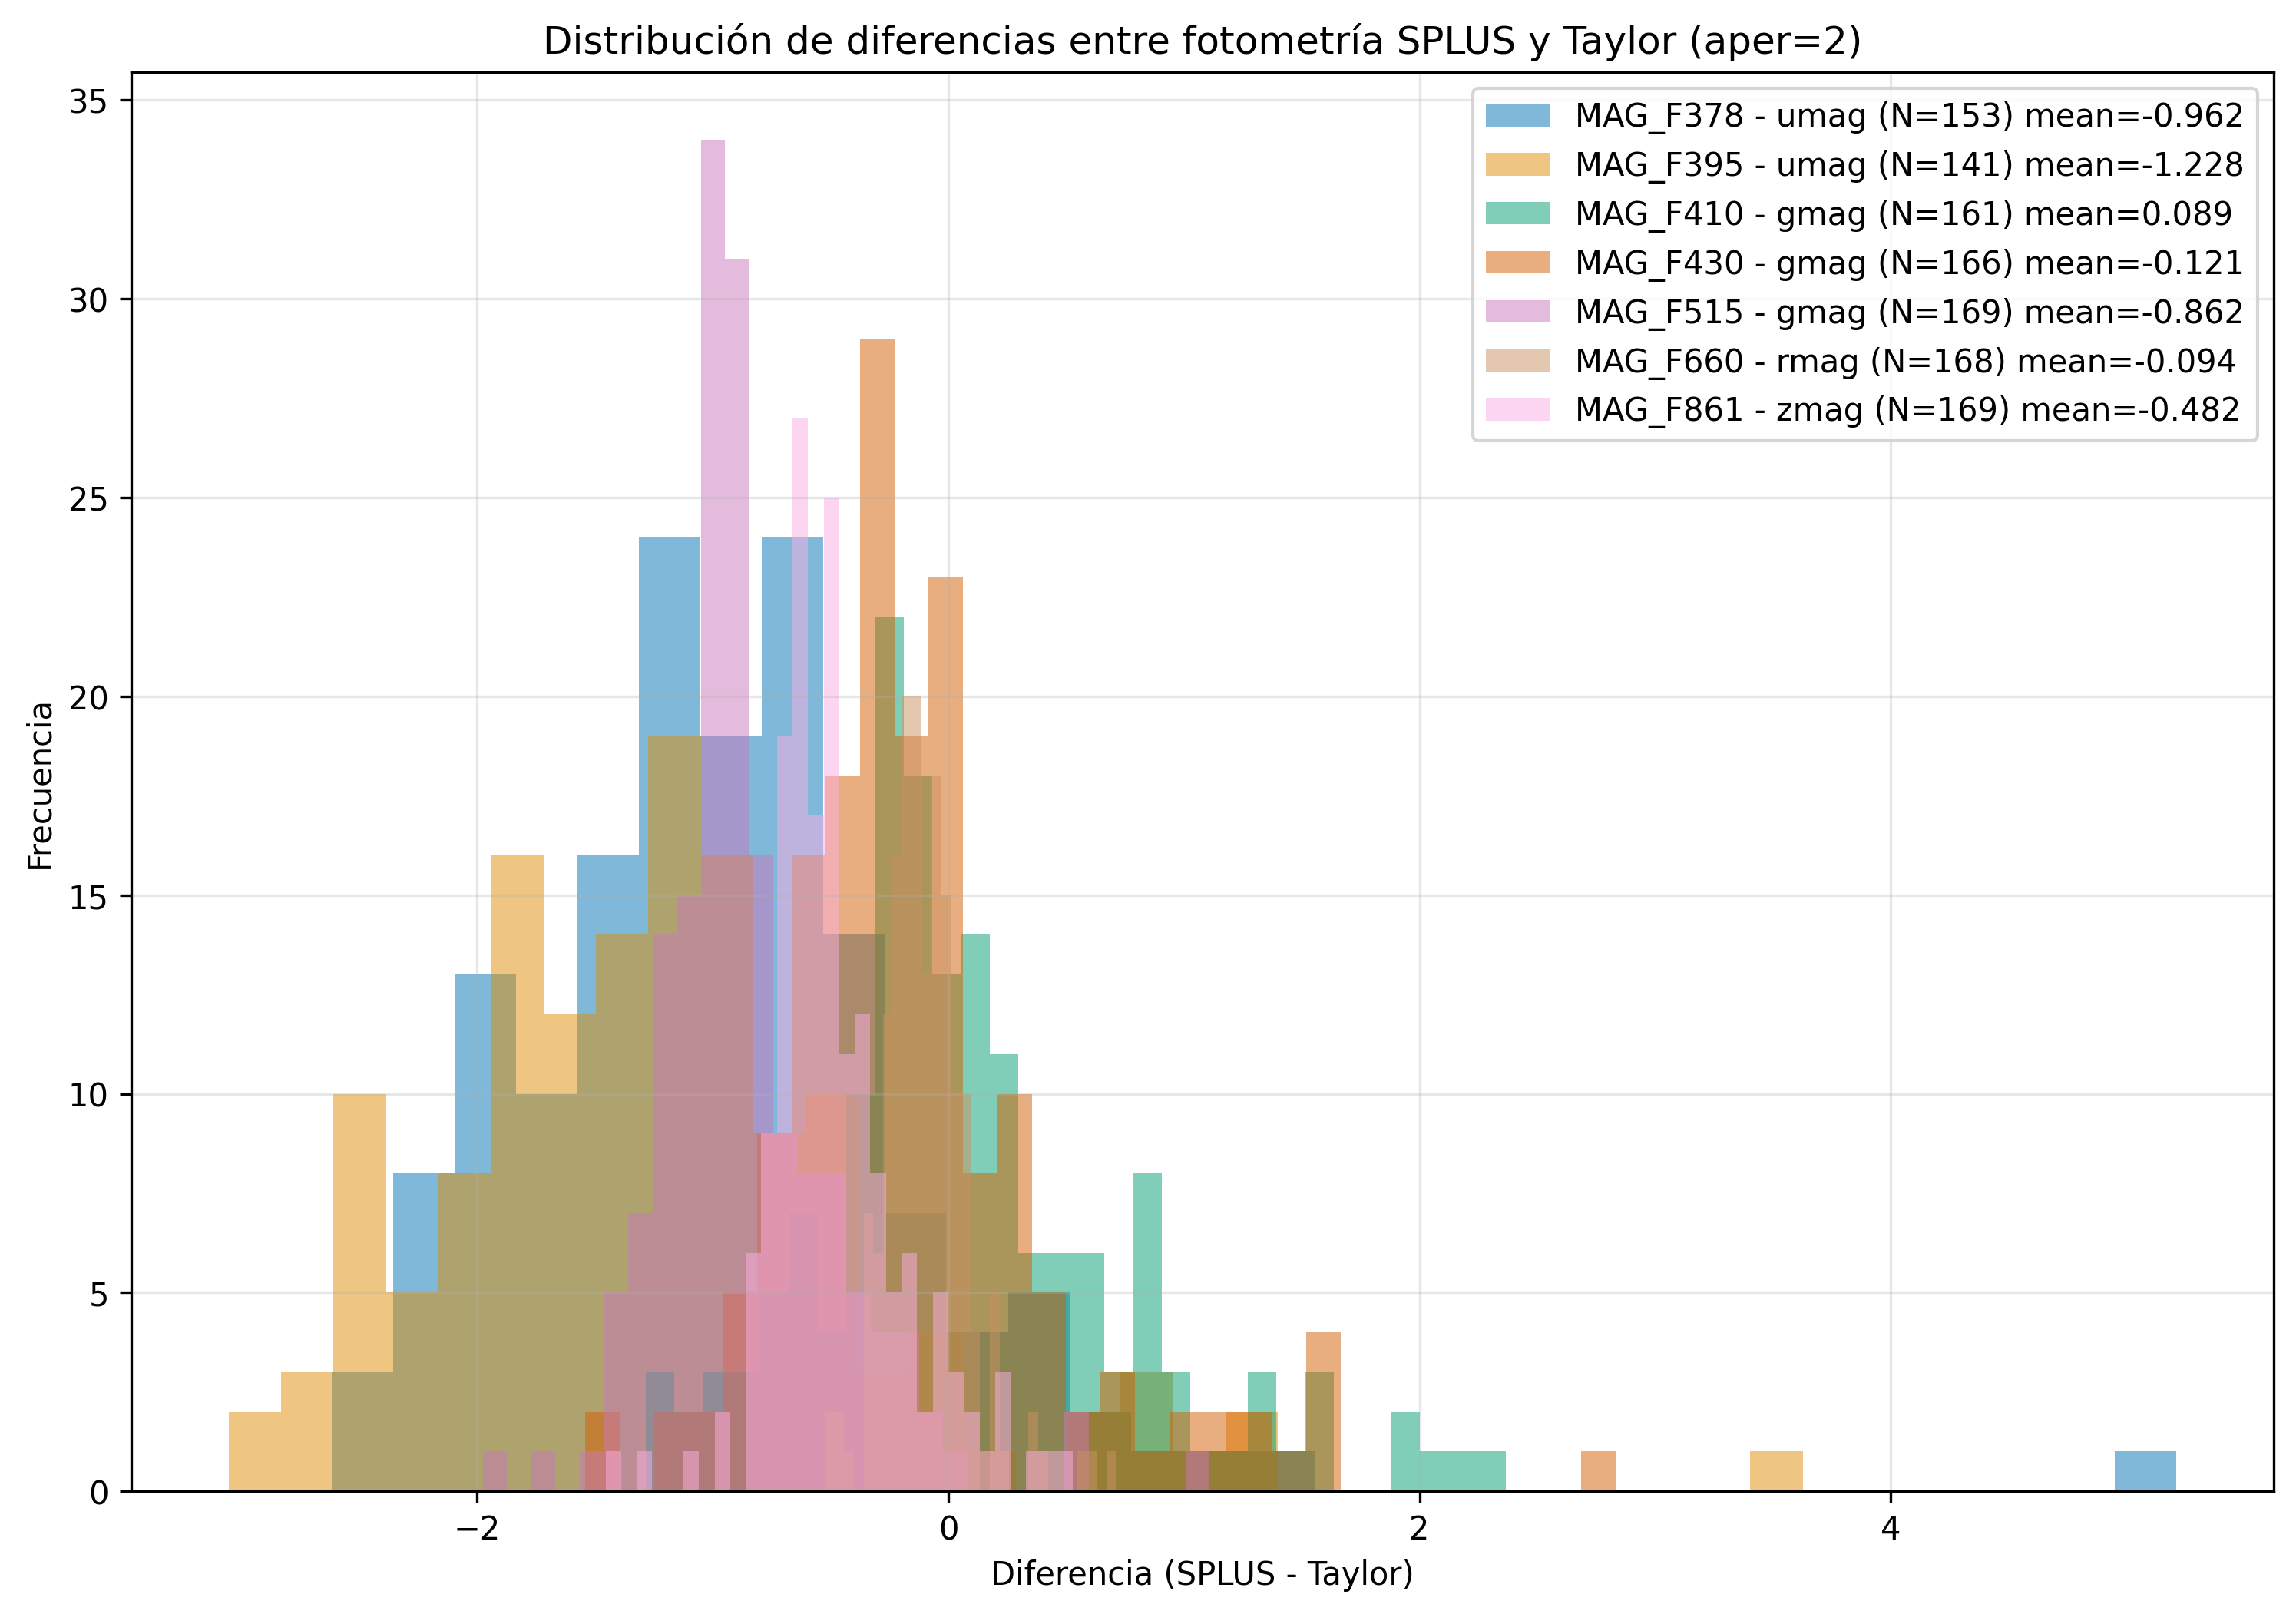 Distribución de diferencias entre fotometría SPLUS y Taylor (aper=2)
35
30
25
20
15
10
5
0
Frecuencia
MAG_F378 - umag (N=153) mean=-0.962
MAG_F395 - umag (N=141) mean=-1.228
MAG_F410 - gmag (N=161) mean=0.089
MAG_F430 - gmag (N=166) mean=-0.121
MAG_F515 - gmag (N=169) mean=-0.862
MAG_F660 - rmag (N=168) mean=-0.094
MAG_F861 - zmag (N=169) mean=-0.482
−2 0 2 4
Diferencia (SPLUS - Taylor)